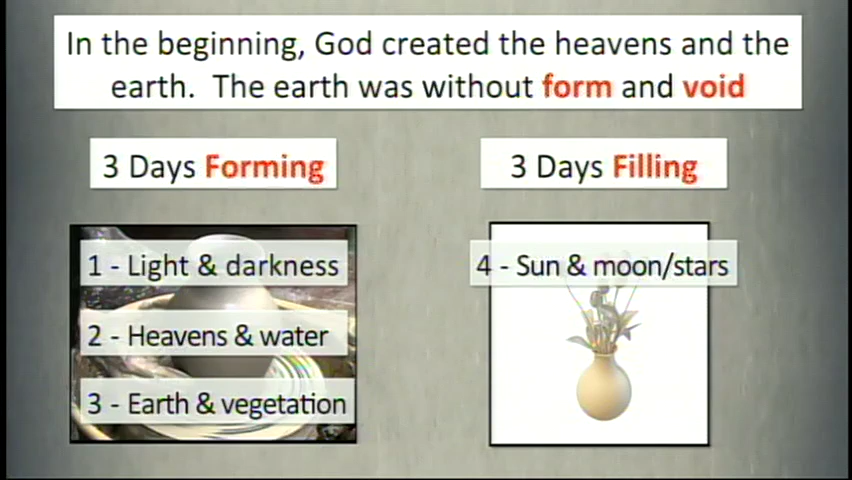 In the beginning, God created the heavens and the
earth. The earth was without form and void
3 Days Forming
3 Days Filling
1 - Light & darkness
2 - Heavens & water
3 - Earth & vegetation
4 - Sun & moon/stars